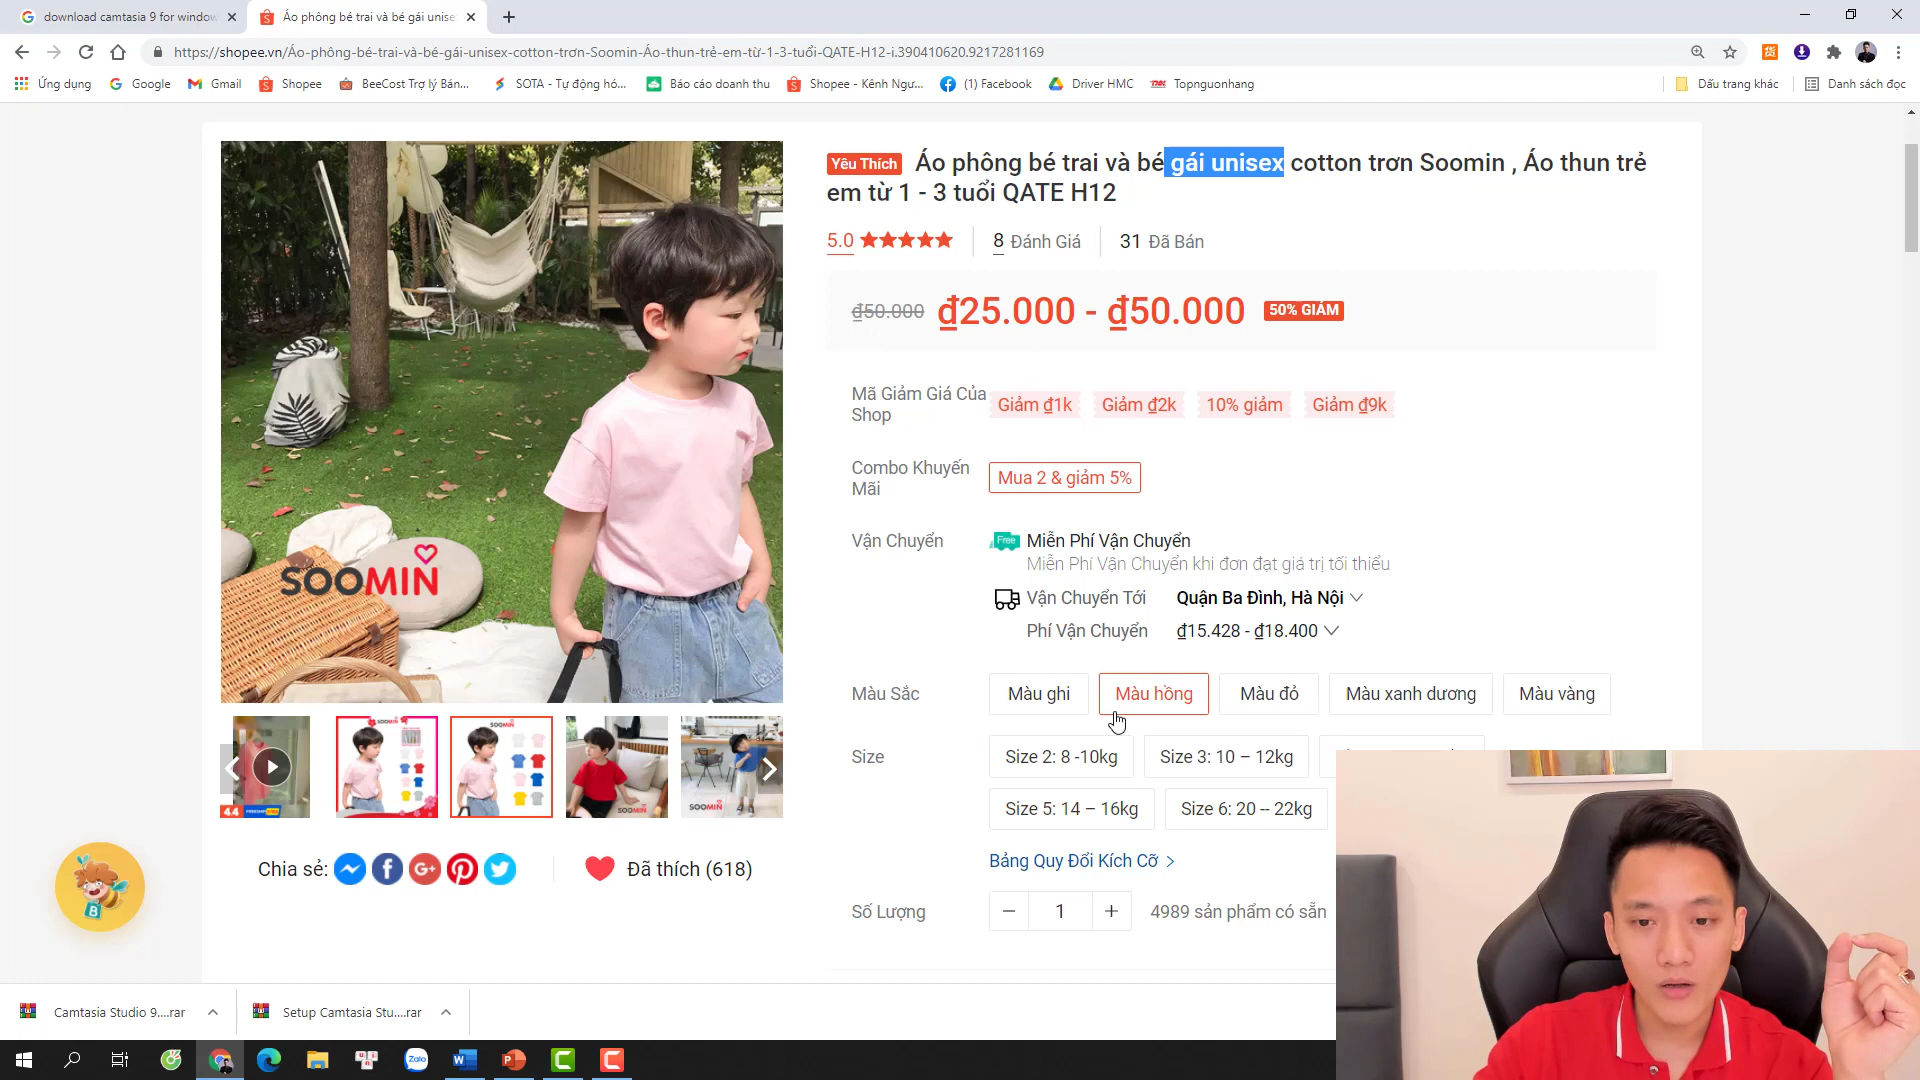 download camtasia 9 for window
Áo phông bé trai và bé gái unise
https://shopee.vn/Áo-phông-bé-trai-và-bé-gái-unisex-cotton-trơn-Soomin-Áo-thun-trẻ-em-từ-1-3-tuổi-QATE-H12-i.390410620.9217281169
Ứng dụng
Google
Gmail
Shopee
BeeCost Trợ lý Bán...
SOTA - Tự động hó...
Báo cáo doanh thu
Shopee - Kênh Ngư...
(1) Facebook
Driver HMC
Topnguonhang
Dấu trang khác
Danh sách đọc
Yêu Thích Áo phông bé trai và bé gái unisex cotton trơn Soomin , Áo thun trẻ
em từ 1 - 3 tuổi QATE H12
5.0
8 Đánh Giá
31 Đã Bán
₫50.000 ₫25.000 - ₫50.000 50% GIẢM
Mã Giảm Giá Của
Shop
Giảm ₫1k
Giảm ₫2k
10% giảm
Giảm ₫9k
Combo Khuyến
Mãi
Mua 2 & giảm 5%
Vận Chuyển
Free
Miễn Phí Vận Chuyển
Miễn Phí Vận Chuyển khi đơn đạt giá trị tối thiểu
Vận Chuyển Tới Quận Ba Đình, Hà Nội
Phí Vận Chuyển ₫15.428 - ₫18.400
Màu Sắc
Màu ghi
Màu hồng
Màu đỏ
Màu xanh dương
Màu vàng
Size
Size 2: 8 -10kg
Size 3: 10 – 12kg
Size 5: 14 – 16kg
Size 6: 20 -- 22kg
Bảng Quy Đổi Kích Cỡ >
Số Lượng
1
4989 sản phẩm có sẵn
SOOMIN
4.4
SOOMIN
SOOMIN
SOOMIN
SOOMIN
Chia sẻ:
Đã thích (618)
B
Camtasia Studio 9....rar
Setup Camtasia Stu....rar
Zalo